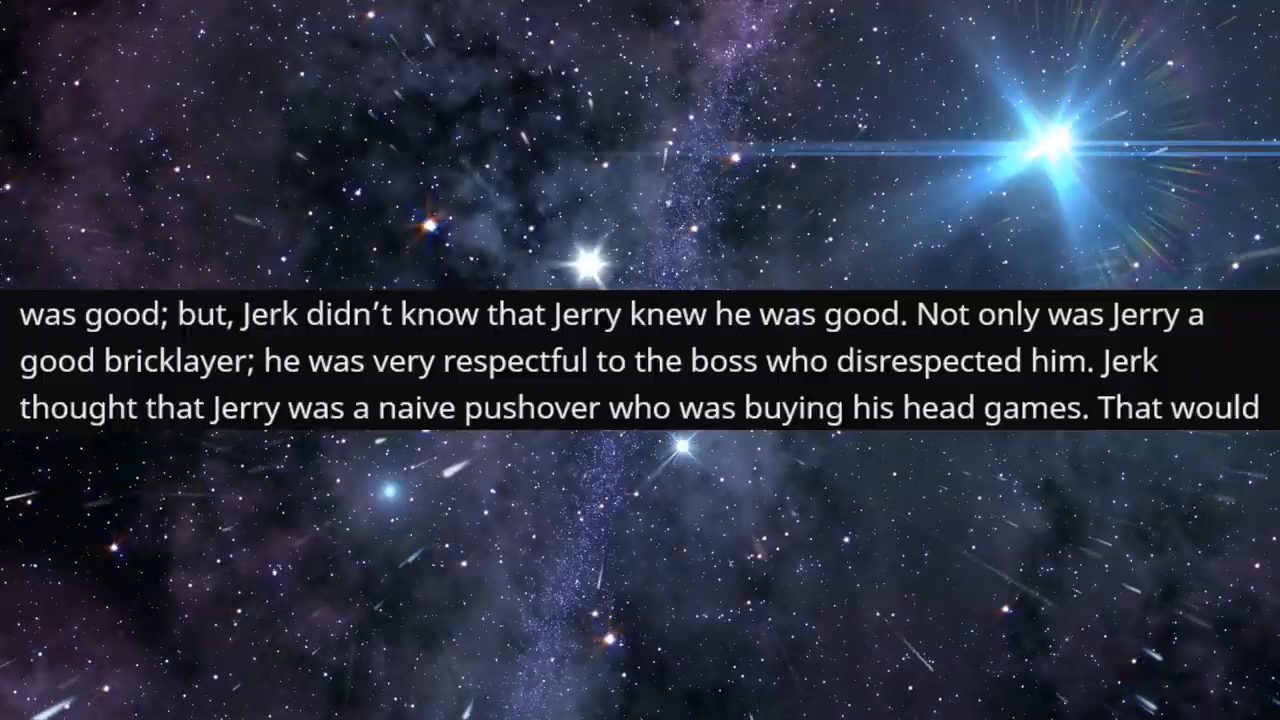 was good; but, Jerk didn’t know that Jerry knew he was good. Not only was Jerry a
good bricklayer; he was very respectful to the boss who disrespected him. Jerk
thought that Jerry was a naive pushover who was buying his head games. That would